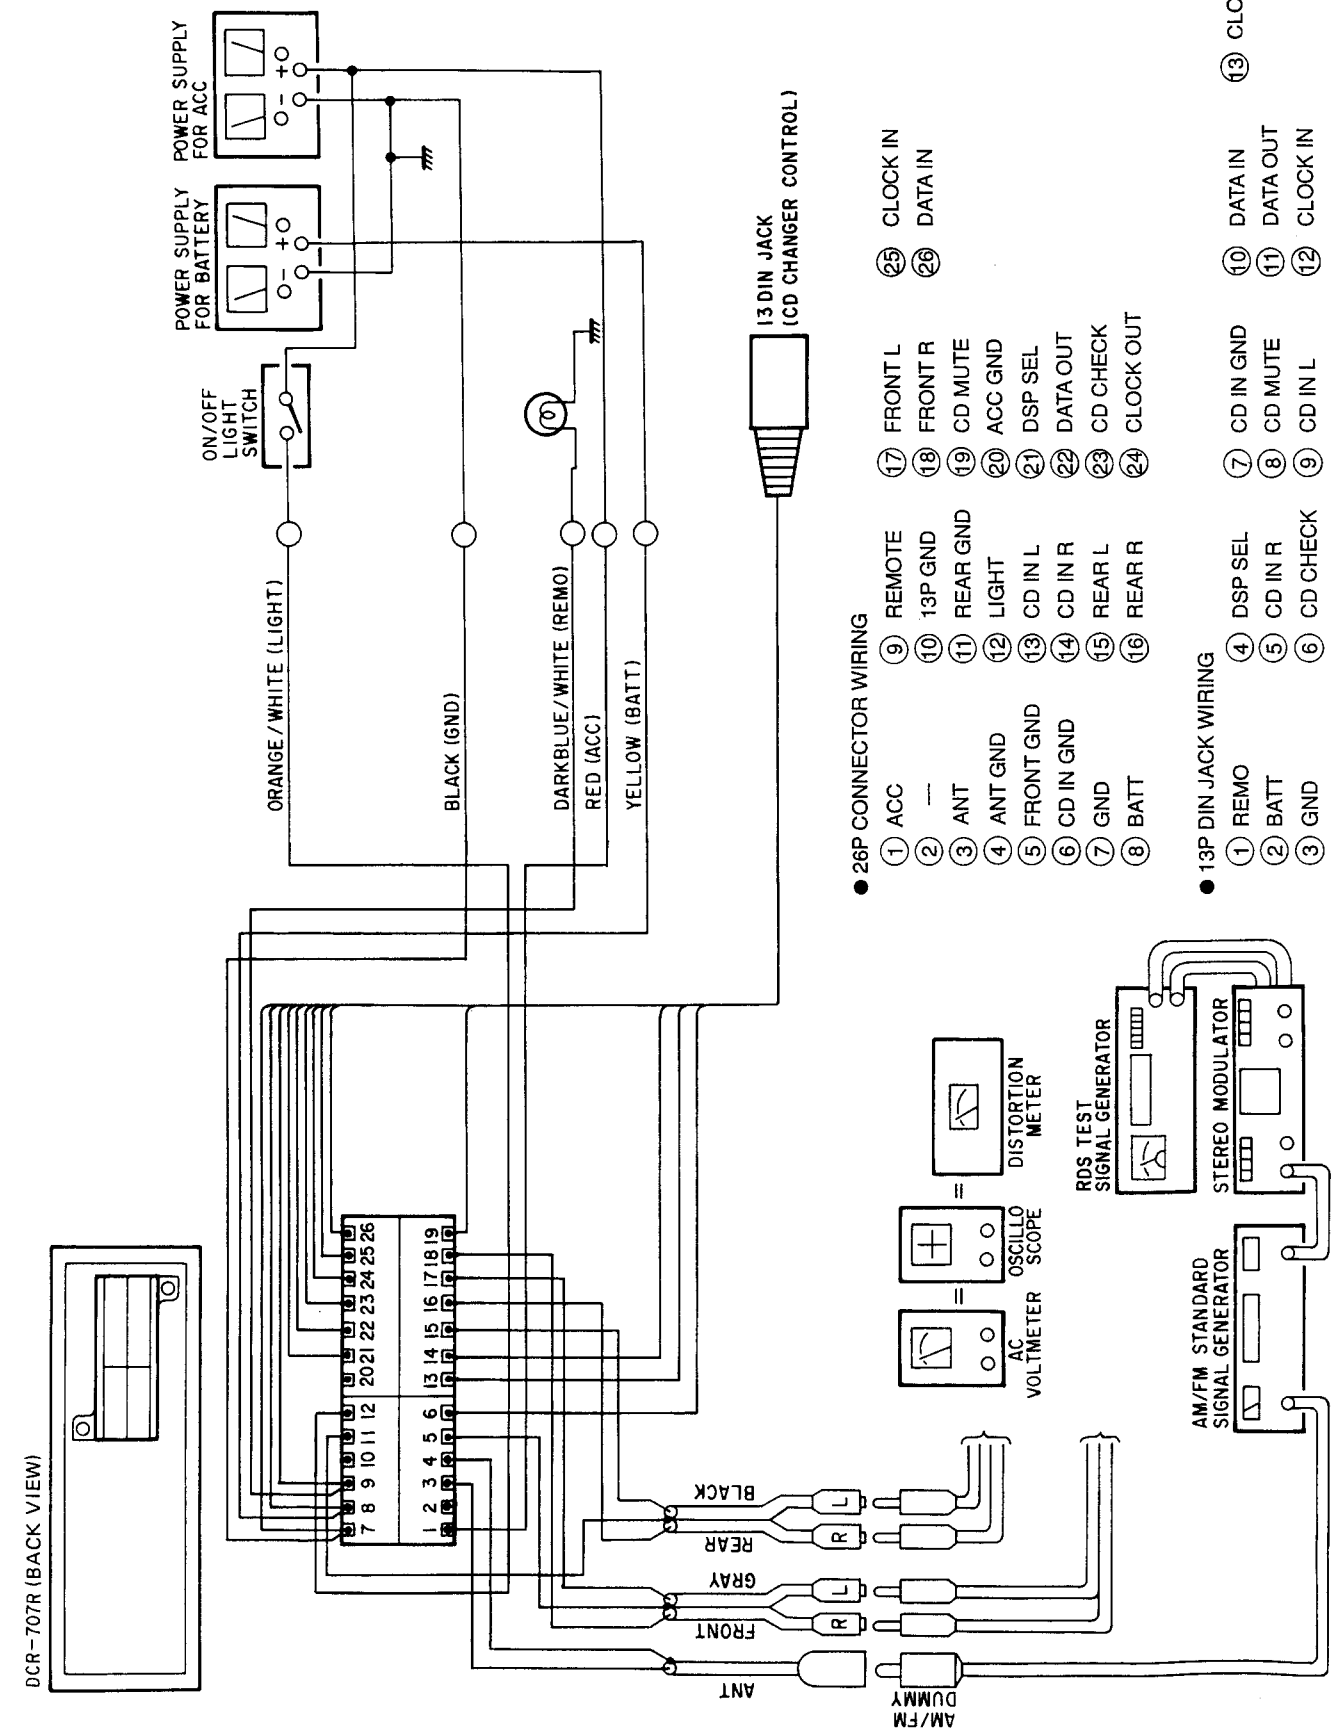 DCR-707R (BACK VIEW)
POWER SUPPLY
FOR ACC
POWER SUPPLY
FOR BATTERY
- +
- +
ON/OFF
LIGHT
SWITCH
ORANGE/WHITE (LIGHT)
BLACK (GND)
DARKBLUE/WHITE (REMO)
RED (ACC)
YELLOW (BATT)
13 DIN JACK
(CD CHANGER CONTROL)
7 8 9 10 11 12 20 21 22 23 24 25 26
1 2 3 4 5 6 13 14 15 16 17 18 19
ANT
FRONT
GRAY
REAR
BLACK
R
L
R
L
AM/FM
DUMMY
AC
VOLTMETER
=
OSCILLO
SCOPE
=
DISTORTION
METER
AM/FM STANDARD
SIGNAL GENERATOR
STEREO MODULATOR
RDS TEST
SIGNAL GENERATOR
● 26P CONNECTOR WIRING
① ACC
② —
③ ANT
④ ANT GND
⑤ FRONT GND
⑥ CD IN GND
⑦ GND
⑧ BATT
⑨ REMOTE
⑩ 13P GND
⑪ REAR GND
⑫ LIGHT
⑬ CD IN L
⑭ CD IN R
⑮ REAR L
⑯ REAR R
⑰ FRONT L
⑱ FRONT R
⑲ CD MUTE
⑳ ACC GND
㉑ DSP SEL
㉒ DATA OUT
㉓ CD CHECK
㉔ CLOCK OUT
㉕ CLOCK IN
㉖ DATA IN
● 13P DIN JACK WIRING
① REMO
② BATT
③ GND
④ DSP SEL
⑤ CD IN R
⑥ CD CHECK
⑦ CD IN GND
⑧ CD MUTE
⑨ CD IN L
⑩ DATA IN
⑪ DATA OUT
⑫ CLOCK IN
⑬ CLO